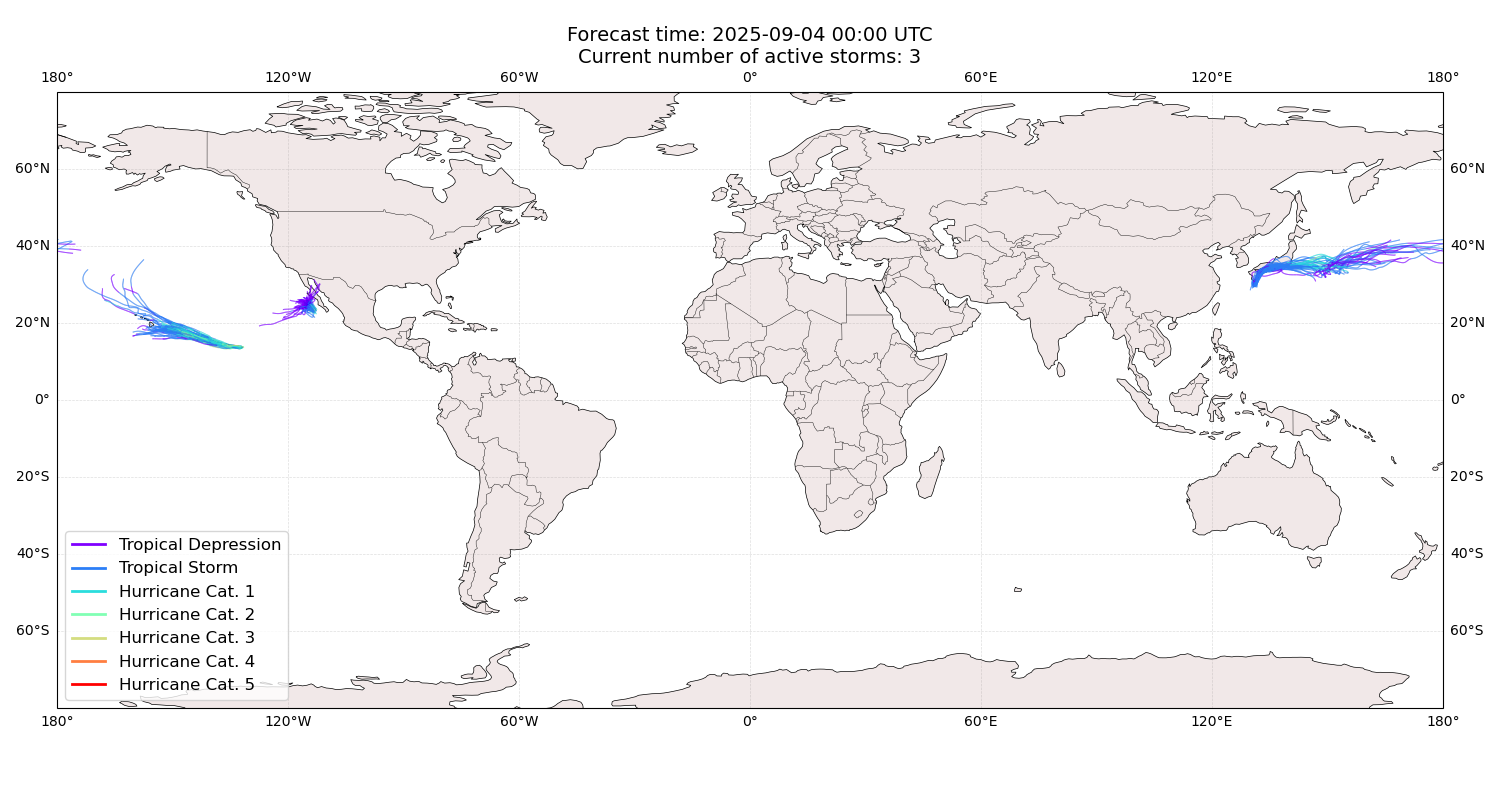 Forecast time: 2025-09-04 00:00 UTC
Current number of active storms: 3
180° 120°W 60°W 0° 60°E 120°E 180°
60°N 60°N
40°N 40°N
20°N 20°N
0° 0°
20°S 20°S
40°S 40°S
60°S 60°S
Tropical Depression
Tropical Storm
Hurricane Cat. 1
Hurricane Cat. 2
Hurricane Cat. 3
Hurricane Cat. 4
Hurricane Cat. 5
180° 120°W 60°W 0° 60°E 120°E 180°